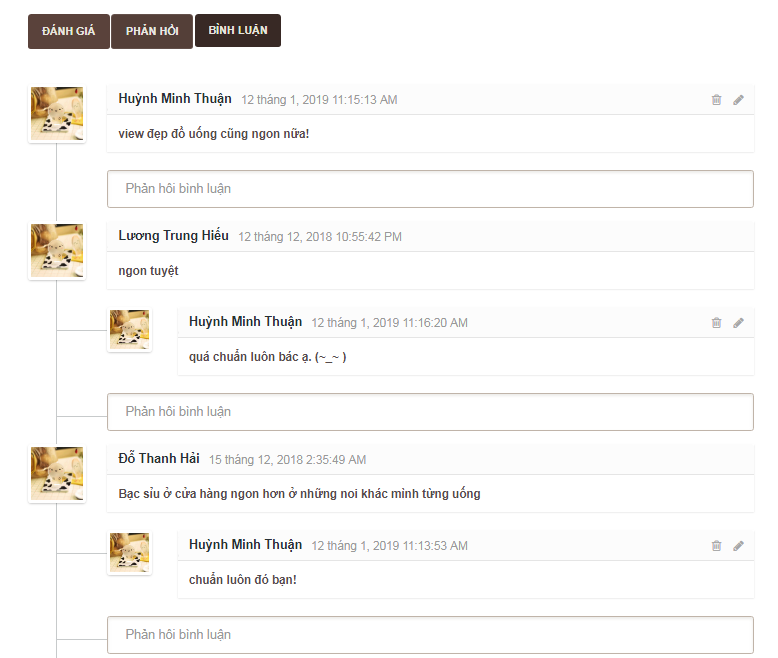 ĐÁNH GIÁ PHẢN HỒI BÌNH LUẬN
Huỳnh Minh Thuận 12 tháng 1, 2019 11:15:13 AM
view đẹp đồ uống cũng ngon nữa!
Phản hồi bình luận
Lương Trung Hiếu 12 tháng 12, 2018 10:55:42 PM
ngon tuyệt
Huỳnh Minh Thuận 12 tháng 1, 2019 11:16:20 AM
quá chuẩn luôn bác ạ. (~_~ )
Phản hồi bình luận
Đỗ Thanh Hải 15 tháng 12, 2018 2:35:49 AM
Bạc sỉu ở cửa hàng ngon hơn ở những noi khác mình từng uống
Huỳnh Minh Thuận 12 tháng 1, 2019 11:13:53 AM
chuẩn luôn đó bạn!
Phản hồi bình luận